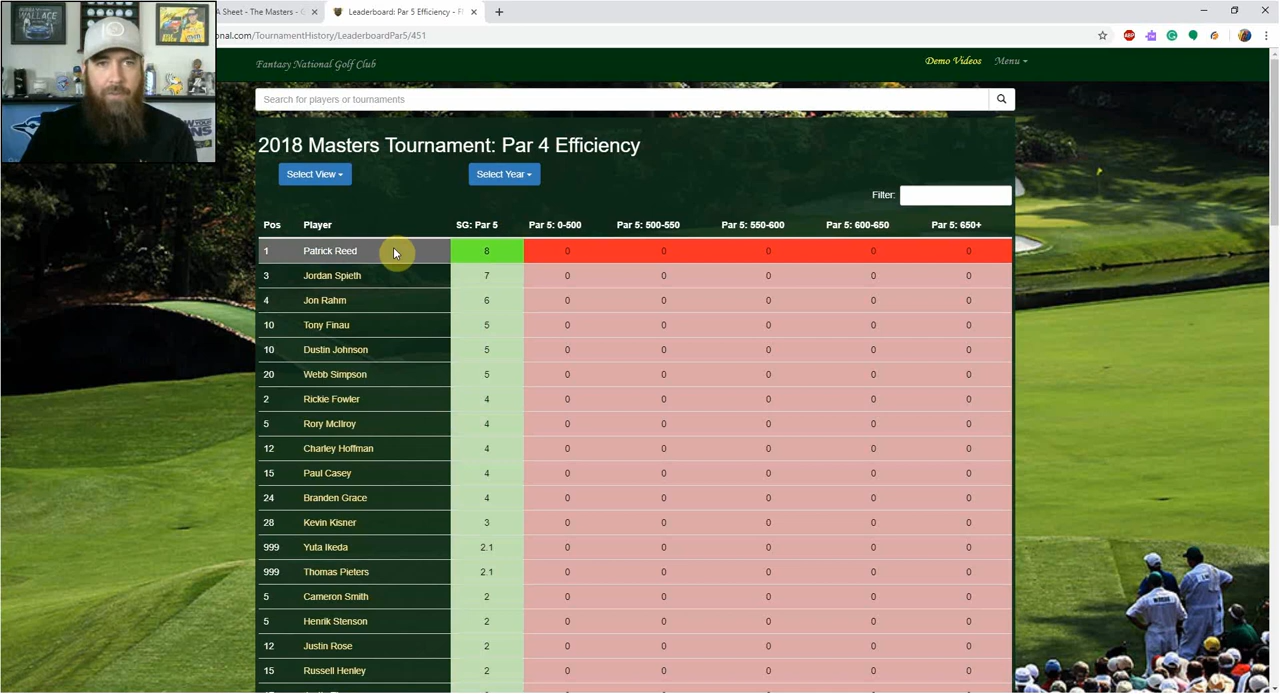 WALLACE
A Sheet - The Masters - G
Leaderboard: Par 5 Efficiency - F
onal.com/TournamentHistory/LeaderboardPar5/451
Fantasy National Golf Club
Demo Videos
Menu
Search for players or tournaments
2018 Masters Tournament: Par 4 Efficiency
Select View
Select Year
Filter:
Pos Player SG: Par 5 Par 5: 0-500 Par 5: 500-550 Par 5: 550-600 Par 5: 600-650 Par 5: 650+
1 Patrick Reed 8 0 0 0 0 0
3 Jordan Spieth 7 0 0 0 0 0
4 Jon Rahm 6 0 0 0 0 0
10 Tony Finau 5 0 0 0 0 0
10 Dustin Johnson 5 0 0 0 0 0
20 Webb Simpson 5 0 0 0 0 0
2 Rickie Fowler 4 0 0 0 0 0
5 Rory McIlroy 4 0 0 0 0 0
12 Charley Hoffman 4 0 0 0 0 0
15 Paul Casey 4 0 0 0 0 0
24 Branden Grace 4 0 0 0 0 0
28 Kevin Kisner 3 0 0 0 0 0
999 Yuta Ikeda 2.1 0 0 0 0 0
999 Thomas Pieters 2.1 0 0 0 0 0
5 Cameron Smith 2 0 0 0 0 0
5 Henrik Stenson 2 0 0 0 0 0
12 Justin Rose 2 0 0 0 0 0
15 Russell Henley 2 0 0 0 0 0